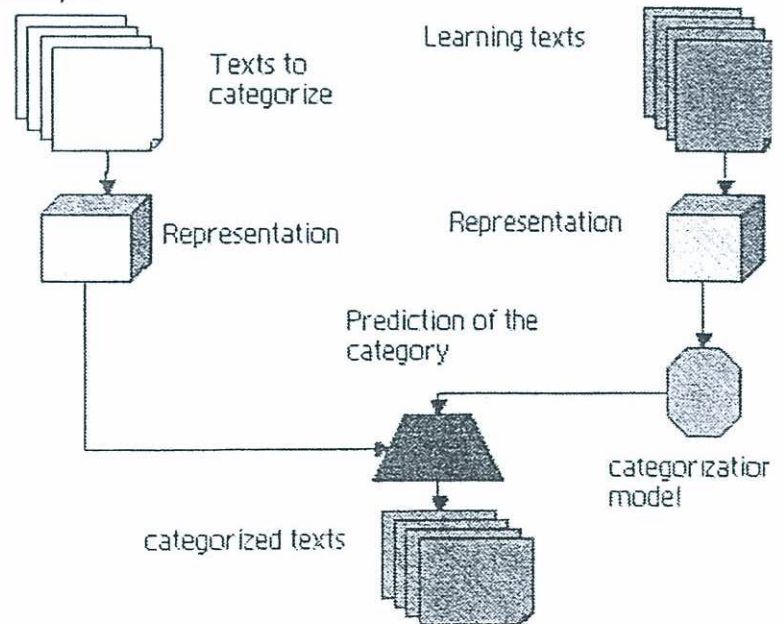 Texts to
categorize
Learning texts
Representation
Representation
Prediction of the
category
categorization
model
categorized texts